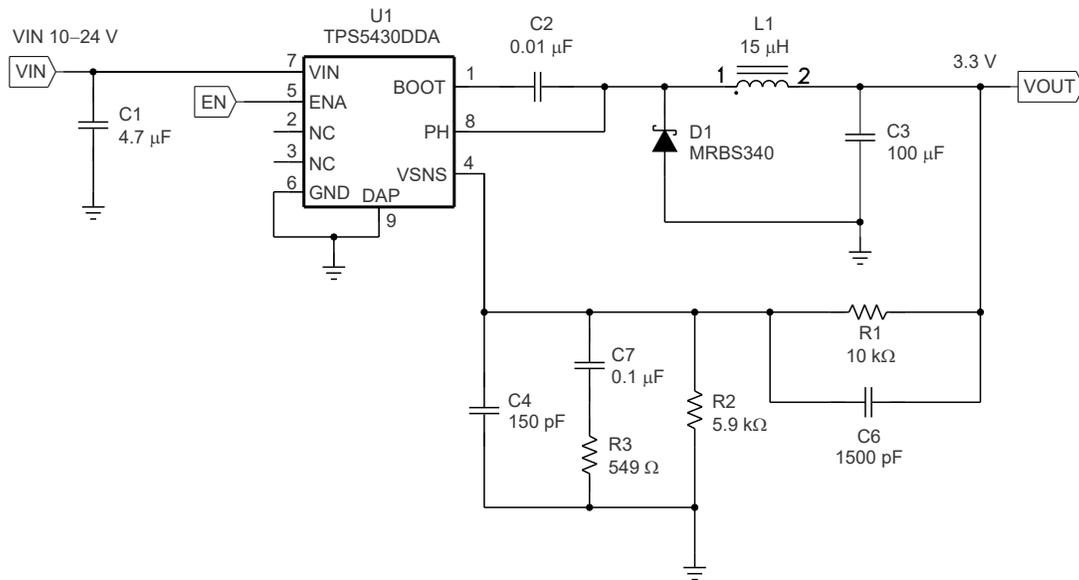 VIN 10–24 V
VIN
C1
4.7 μF
EN
U1
TPS5430DDA
7
5
2
3
6
VIN
ENA
NC
NC
GND
DAP
9
BOOT
PH
VSNS
1
8
4
C2
0.01 μF
L1
15 μH
1
2
D1
MRBS340
C3
100 μF
3.3 V
VOUT
R1
10 kΩ
C6
1500 pF
C4
150 pF
C7
0.1 μF
R3
549 Ω
R2
5.9 kΩ